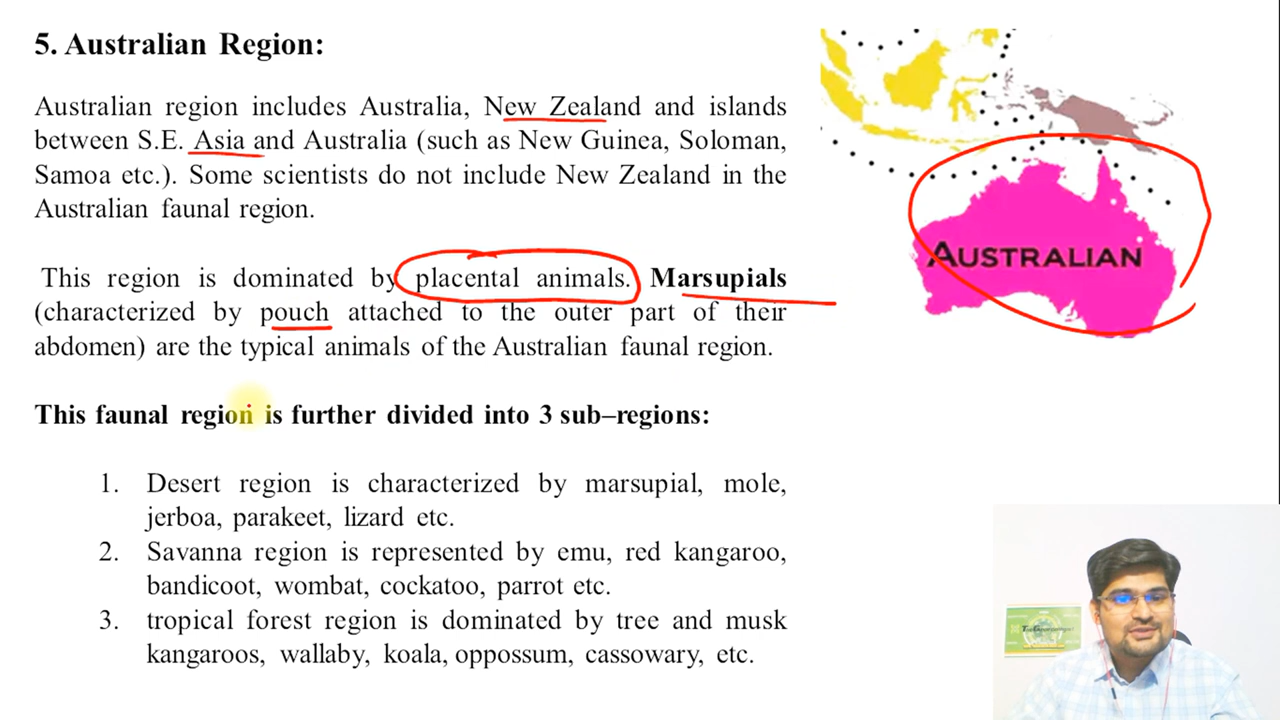 5. Australian Region:
Australian region includes Australia, New Zealand and islands
between S.E. Asia and Australia (such as New Guinea, Soloman,
Samoa etc.). Some scientists do not include New Zealand in the
Australian faunal region.
This region is dominated by placental animals. Marsupials
(characterized by pouch attached to the outer part of their
abdomen) are the typical animals of the Australian faunal region.
This faunal region is further divided into 3 sub–regions:
1. Desert region is characterized by marsupial, mole,
jerboa, parakeet, lizard etc.
2. Savanna region is represented by emu, red kangaroo,
bandicoot, wombat, cockatoo, parrot etc.
3. tropical forest region is dominated by tree and musk
kangaroos, wallaby, koala, oppossum, cassowary, etc.
AUSTRALIAN